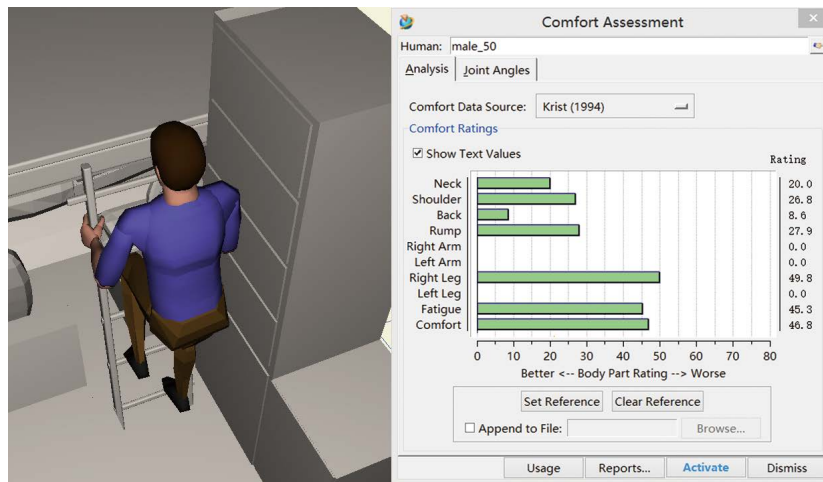 Comfort Assessment
Human: male_50
Analysis
Joint Angles
Comfort Data Source: Krist (1994)
Comfort Ratings
Show Text Values
Rating
Neck 20.0
Shoulder 26.8
Back 8.6
Rump 27.9
Right Arm 0.0
Left Arm 0.0
Right Leg 49.8
Left Leg 0.0
Fatigue 45.3
Comfort 46.8
0 10 20 30 40 50 60 70 80
Better <-- Body Part Rating --> Worse
Set Reference Clear Reference
Append to File: Browse...
Usage Reports... Activate Dismiss